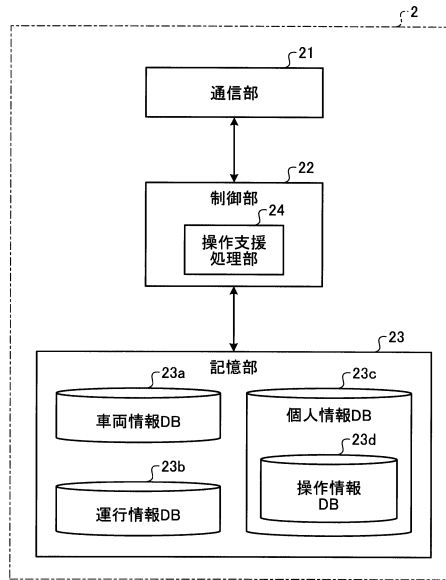 2
21
通信部
22
制御部
24
操作支援
処理部
23
記憶部
23a
車両情報DB
23c
個人情報DB
23d
操作情報
DB
23b
運行情報DB